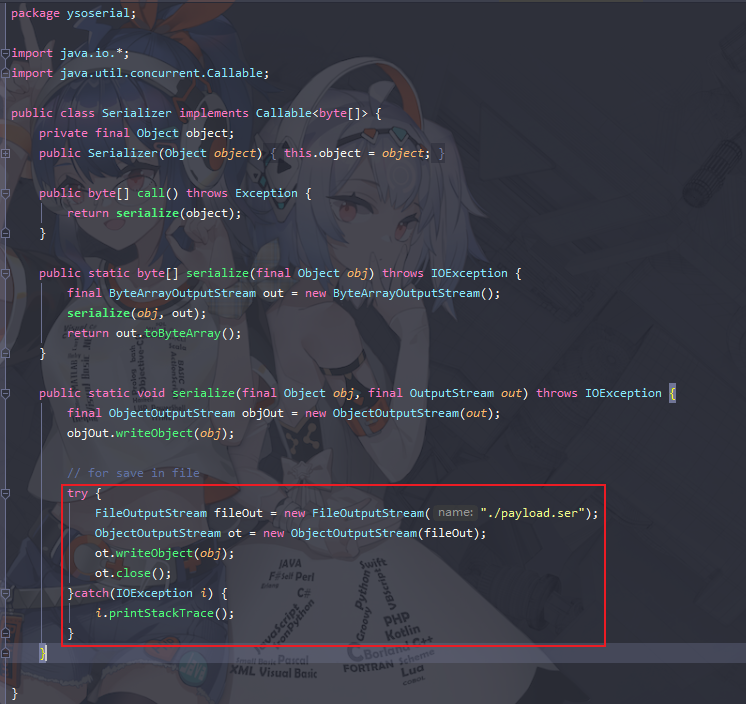 package ysoserial;
import java.io.*;
import java.util.concurrent.Callable;
public class Serializer implements Callable<byte[]> {
    private final Object object;
    public Serializer(Object object) { this.object = object; }
    public byte[] call() throws Exception {
        return serialize(object);
    }
    public static byte[] serialize(final Object obj) throws IOException {
        final ByteArrayOutputStream out = new ByteArrayOutputStream();
        serialize(obj, out);
        return out.toByteArray();
    }
    public static void serialize(final Object obj, final OutputStream out) throws IOException {
        final ObjectOutputStream objOut = new ObjectOutputStream(out);
        objOut.writeObject(obj);
        // for save in file
        try {
            FileOutputStream fileOut = new FileOutputStream( name: "./payload.ser");
            ObjectOutputStream ot = new ObjectOutputStream(fileOut);
            ot.writeObject(obj);
            ot.close();
        }catch(IOException i) {
            i.printStackTrace();
        }
    }
}
JAVA
F# Self Perl
C#
JavaScript
IronPython
Swift
Python
Groovy
PHP
Kotlin
C Borland C++
FORTRAN Scheme
Lua
COBOL
Small Basic Pascal
XML Visual Basic